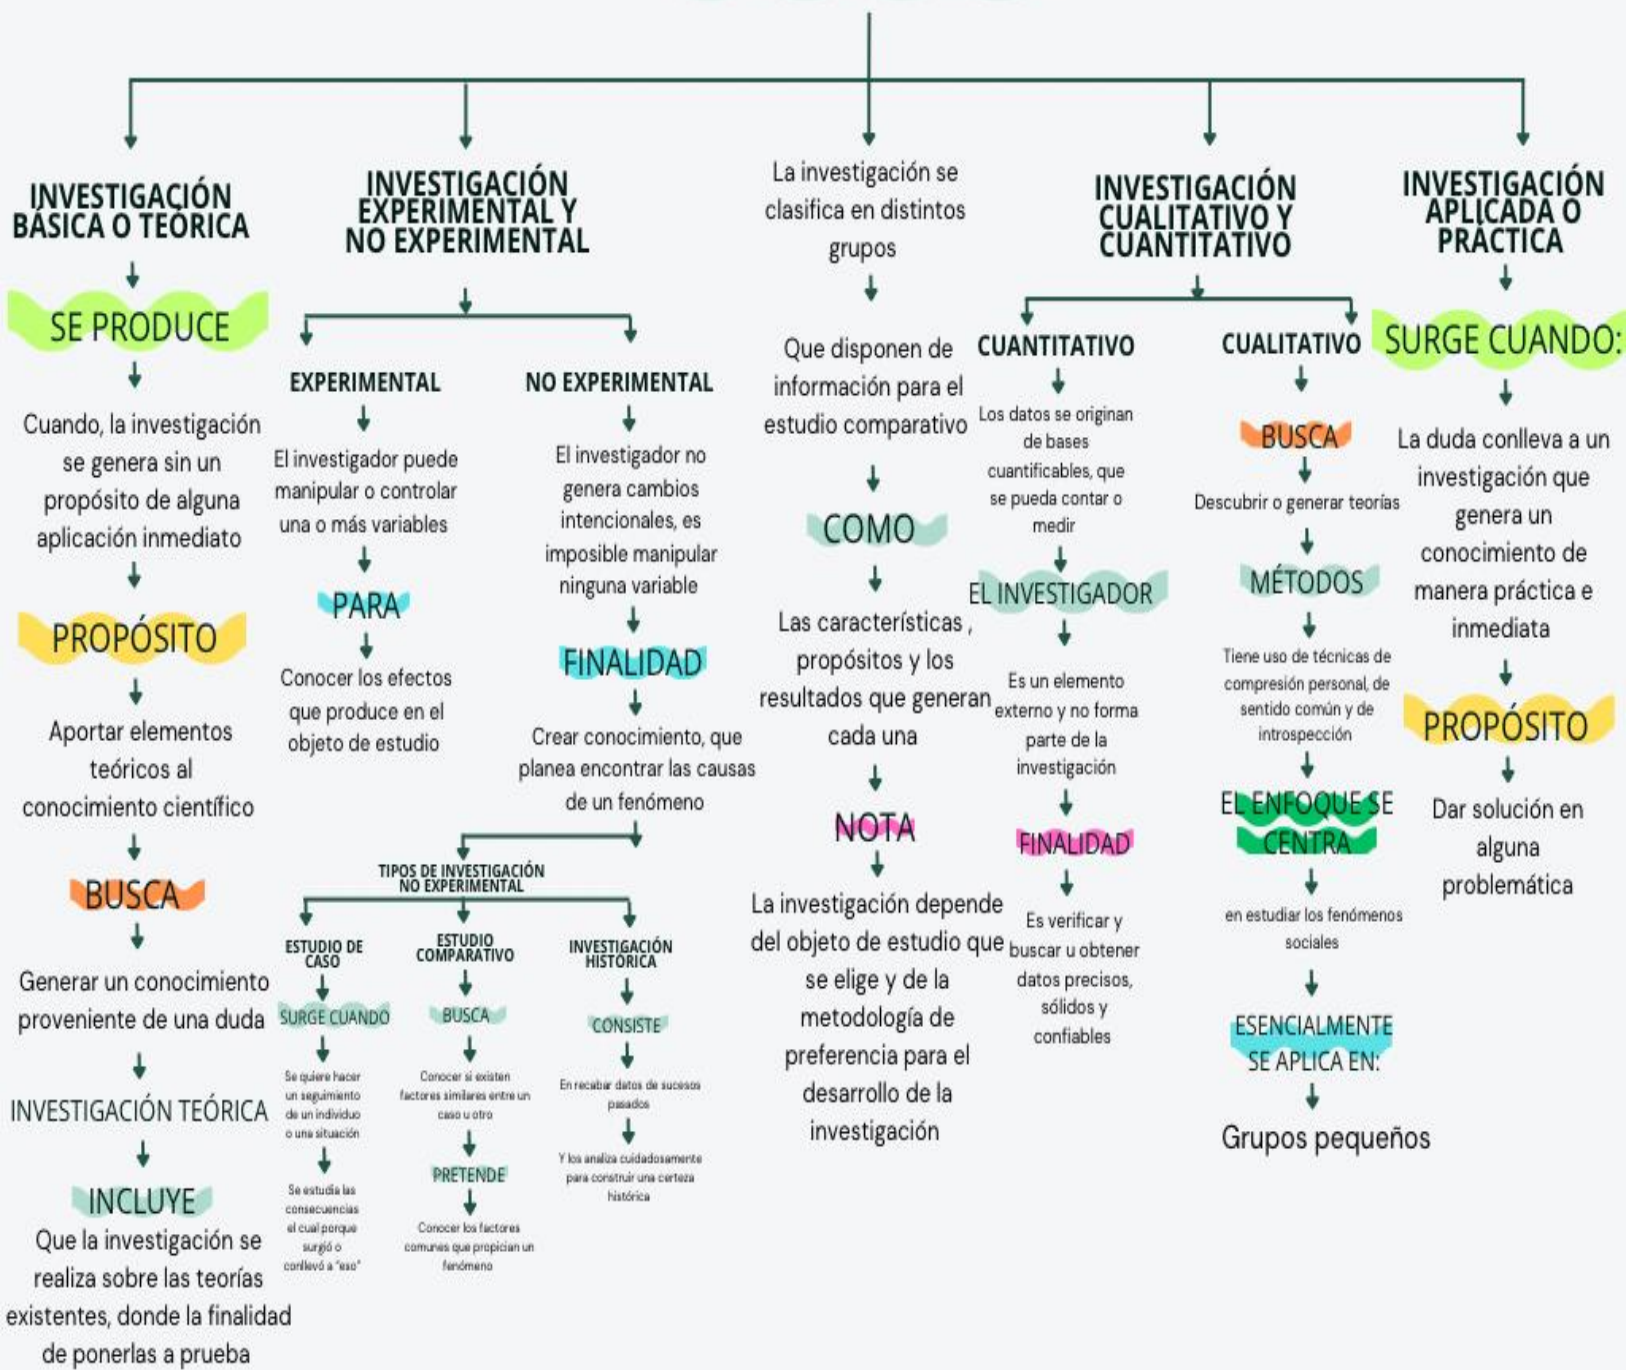 INVESTIGACIÓN
BÁSICA O TEÓRICA
SE PRODUCE
Cuando, la investigación
se genera sin un
propósito de alguna
aplicación inmediato
PROPÓSITO
Aportar elementos
teóricos al
conocimiento científico
BUSCA
Generar un conocimiento
proveniente de una duda
INVESTIGACIÓN TEÓRICA
INCLUYE
Que la investigación se
realiza sobre las teorías
existentes, donde la finalidad
de ponerlas a prueba
INVESTIGACIÓN
EXPERIMENTAL Y
NO EXPERIMENTAL
EXPERIMENTAL
El investigador puede
manipular o controlar
una o más variables
PARA
Conocer los efectos
que produce en el
objeto de estudio
NO EXPERIMENTAL
El investigador no
genera cambios
intencionales, es
imposible manipular
ninguna variable
FINALIDAD
Crear conocimiento, que
planea encontrar las causas
de un fenómeno
TIPOS DE INVESTIGACIÓN
NO EXPERIMENTAL
ESTUDIO DE
CASO
SURGE CUANDO
Se quiere hacer
un seguimiento
de un individuo
o una situación
Se estudia las
consecuencias
el cual porque
surgió o
conllevó a "eso"
ESTUDIO
COMPARATIVO
BUSCA
Conocer si existen
factores similares entre un
caso u otro
PRETENDE
Conocer los factores
comunes que propician un
fenómeno
INVESTIGACIÓN
HISTÓRICA
CONSISTE
En recabar datos de sucesos
pasados
Y los analiza cuidadosamente
para construir una certeza
histórica
La investigación se
clasifica en distintos
grupos
Que disponen de
información para el
estudio comparativo
COMO
Las características ,
propósitos y los
resultados que generan
cada una
NOTA
La investigación depende
del objeto de estudio que
se elige y de la
metodología de
preferencia para el
desarrollo de la
investigación
INVESTIGACIÓN
CUALITATIVO Y
CUANTITATIVO
CUANTITATIVO
Los datos se originan
de bases
cuantificables, que
se pueda contar o
medir
EL INVESTIGADOR
Es un elemento
externo y no forma
parte de la
investigación
FINALIDAD
Es verificar y
buscar u obtener
datos precisos,
sólidos y
confiables
CUALITATIVO
BUSCA
Descubrir o generar teorías
MÉTODOS
Tiene uso de técnicas de
compresión personal, de
sentido común y de
introspección
EL ENFOQUE SE
CENTRA
en estudiar los fenómenos
sociales
ESENCIALMENTE
SE APLICA EN:
Grupos pequeños
INVESTIGACIÓN
APLICADA O
PRÁCTICA
SURGE CUANDO:
La duda conlleva a un
investigación que
genera un
conocimiento de
manera práctica e
inmediata
PROPÓSITO
Dar solución en
alguna
problemática